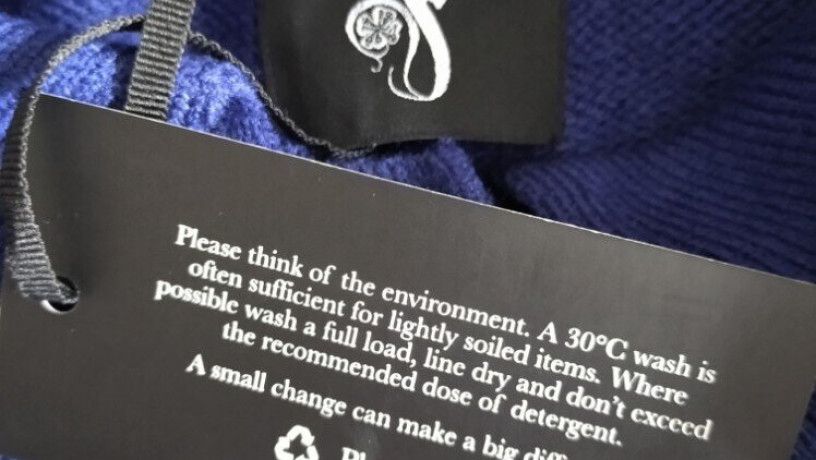 S
Please think of the environment. A 30°C wash is
often sufficient for lightly soiled items. Where
possible wash a full load, line dry and don't exceed
the recommended dose of detergent.
A small change can make a big